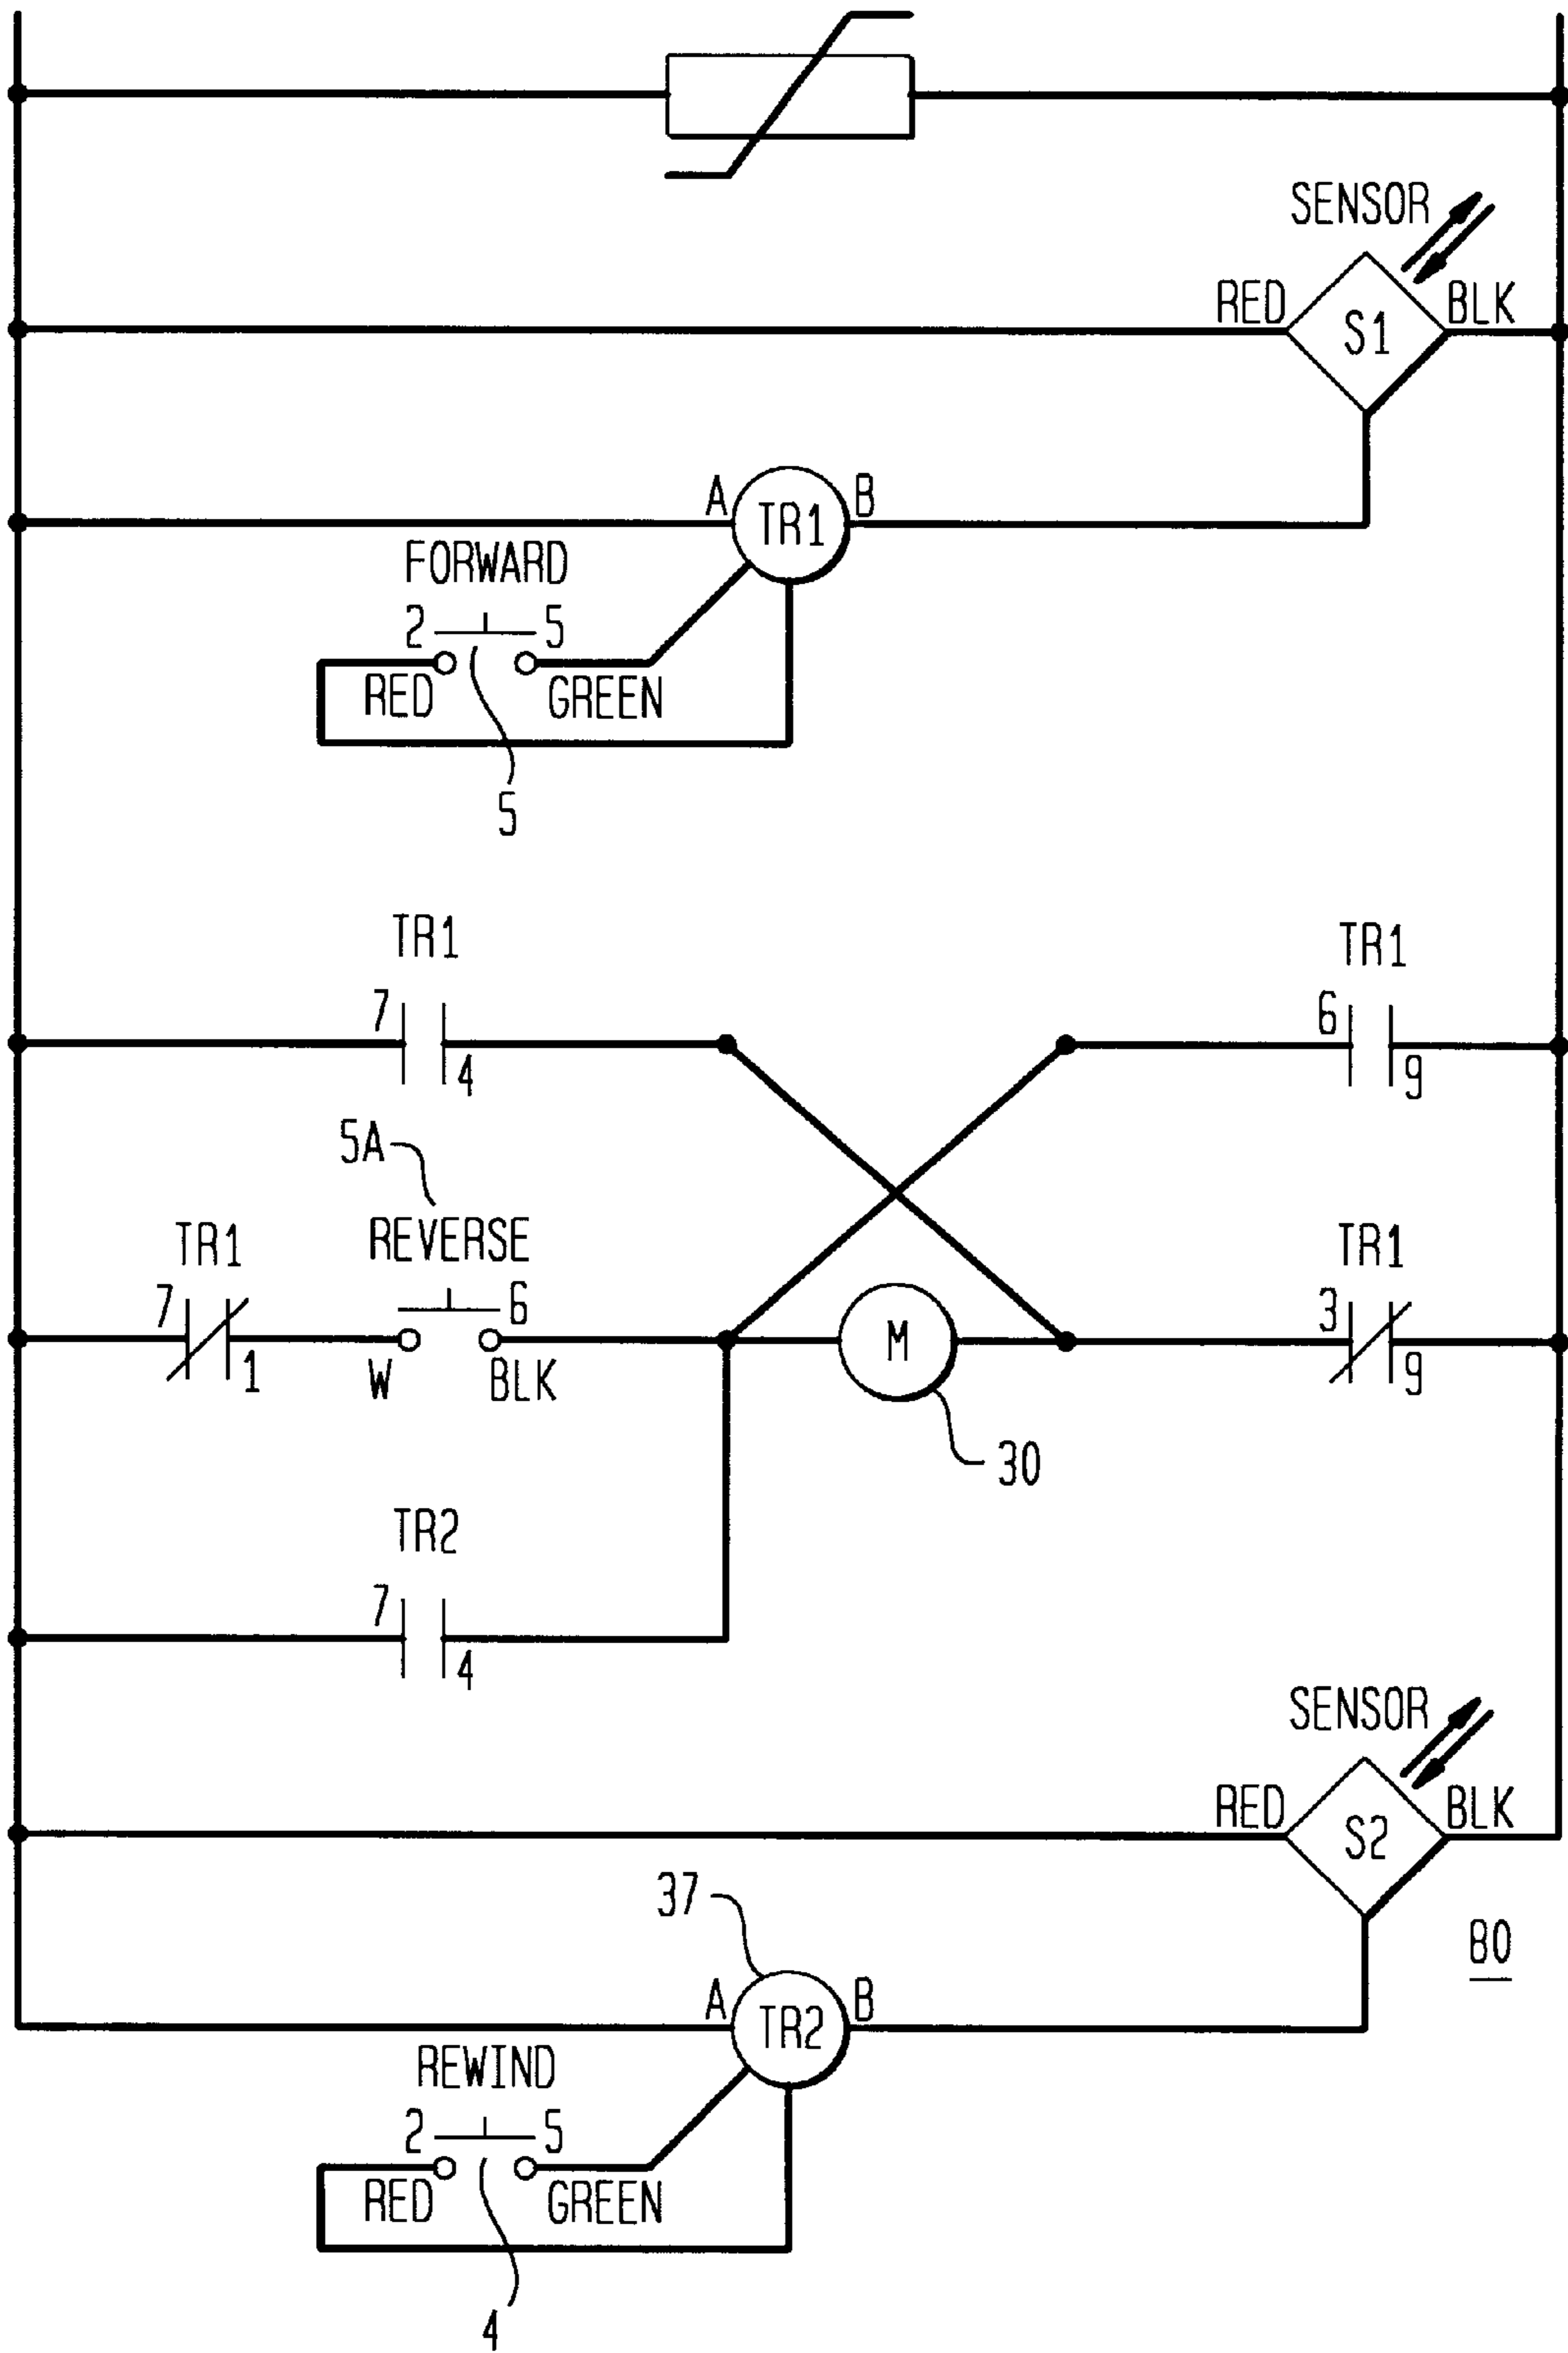 SENSOR
RED
S1
BLK
A
TR1
B
FORWARD
2
5
RED
GREEN
5
TR1
7
4
TR1
6
9
5A
TR1
7
1
REVERSE
6
W
BLK
M
30
TR1
3
9
TR2
7
4
SENSOR
RED
S2
BLK
37
80
A
TR2
B
REWIND
2
5
RED
GREEN
4